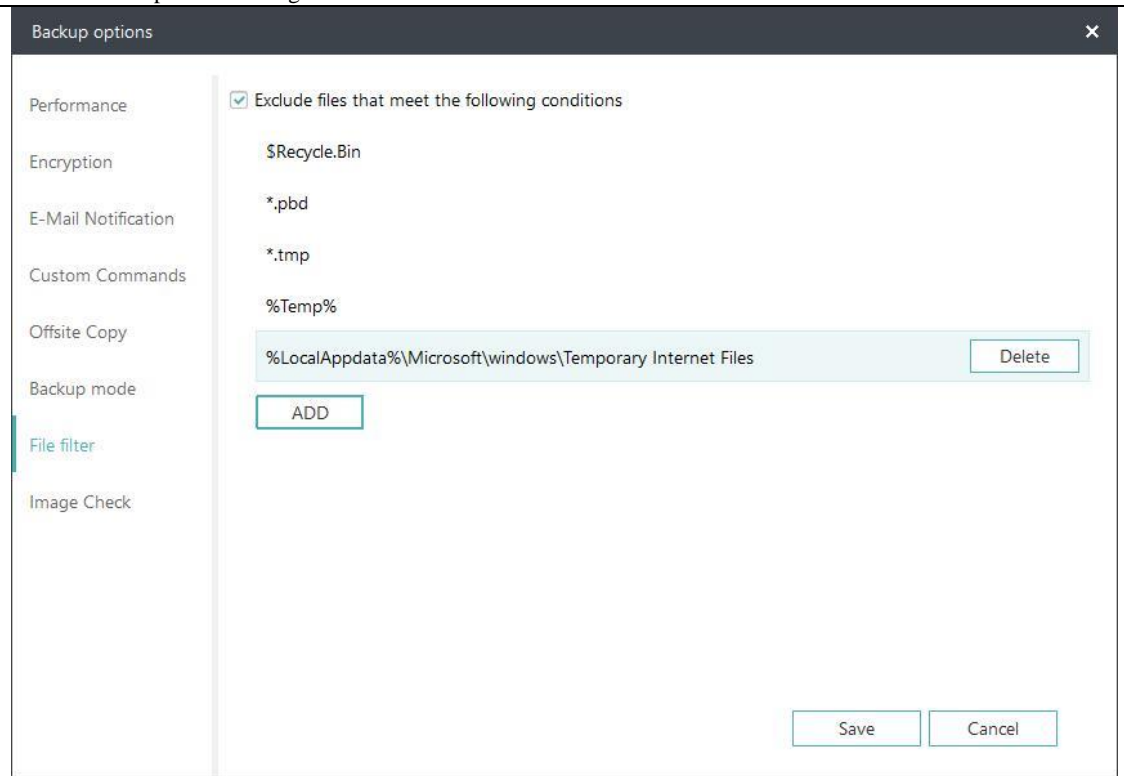 Backup options
Performance
Encryption
E-Mail Notification
Custom Commands
Offsite Copy
Backup mode
File filter
Image Check
Exclude files that meet the following conditions
$Recycle.Bin
*.pbd
*.tmp
%Temp%
%LocalAppdata%\Microsoft\windows\Temporary Internet Files
Delete
ADD
Save
Cancel